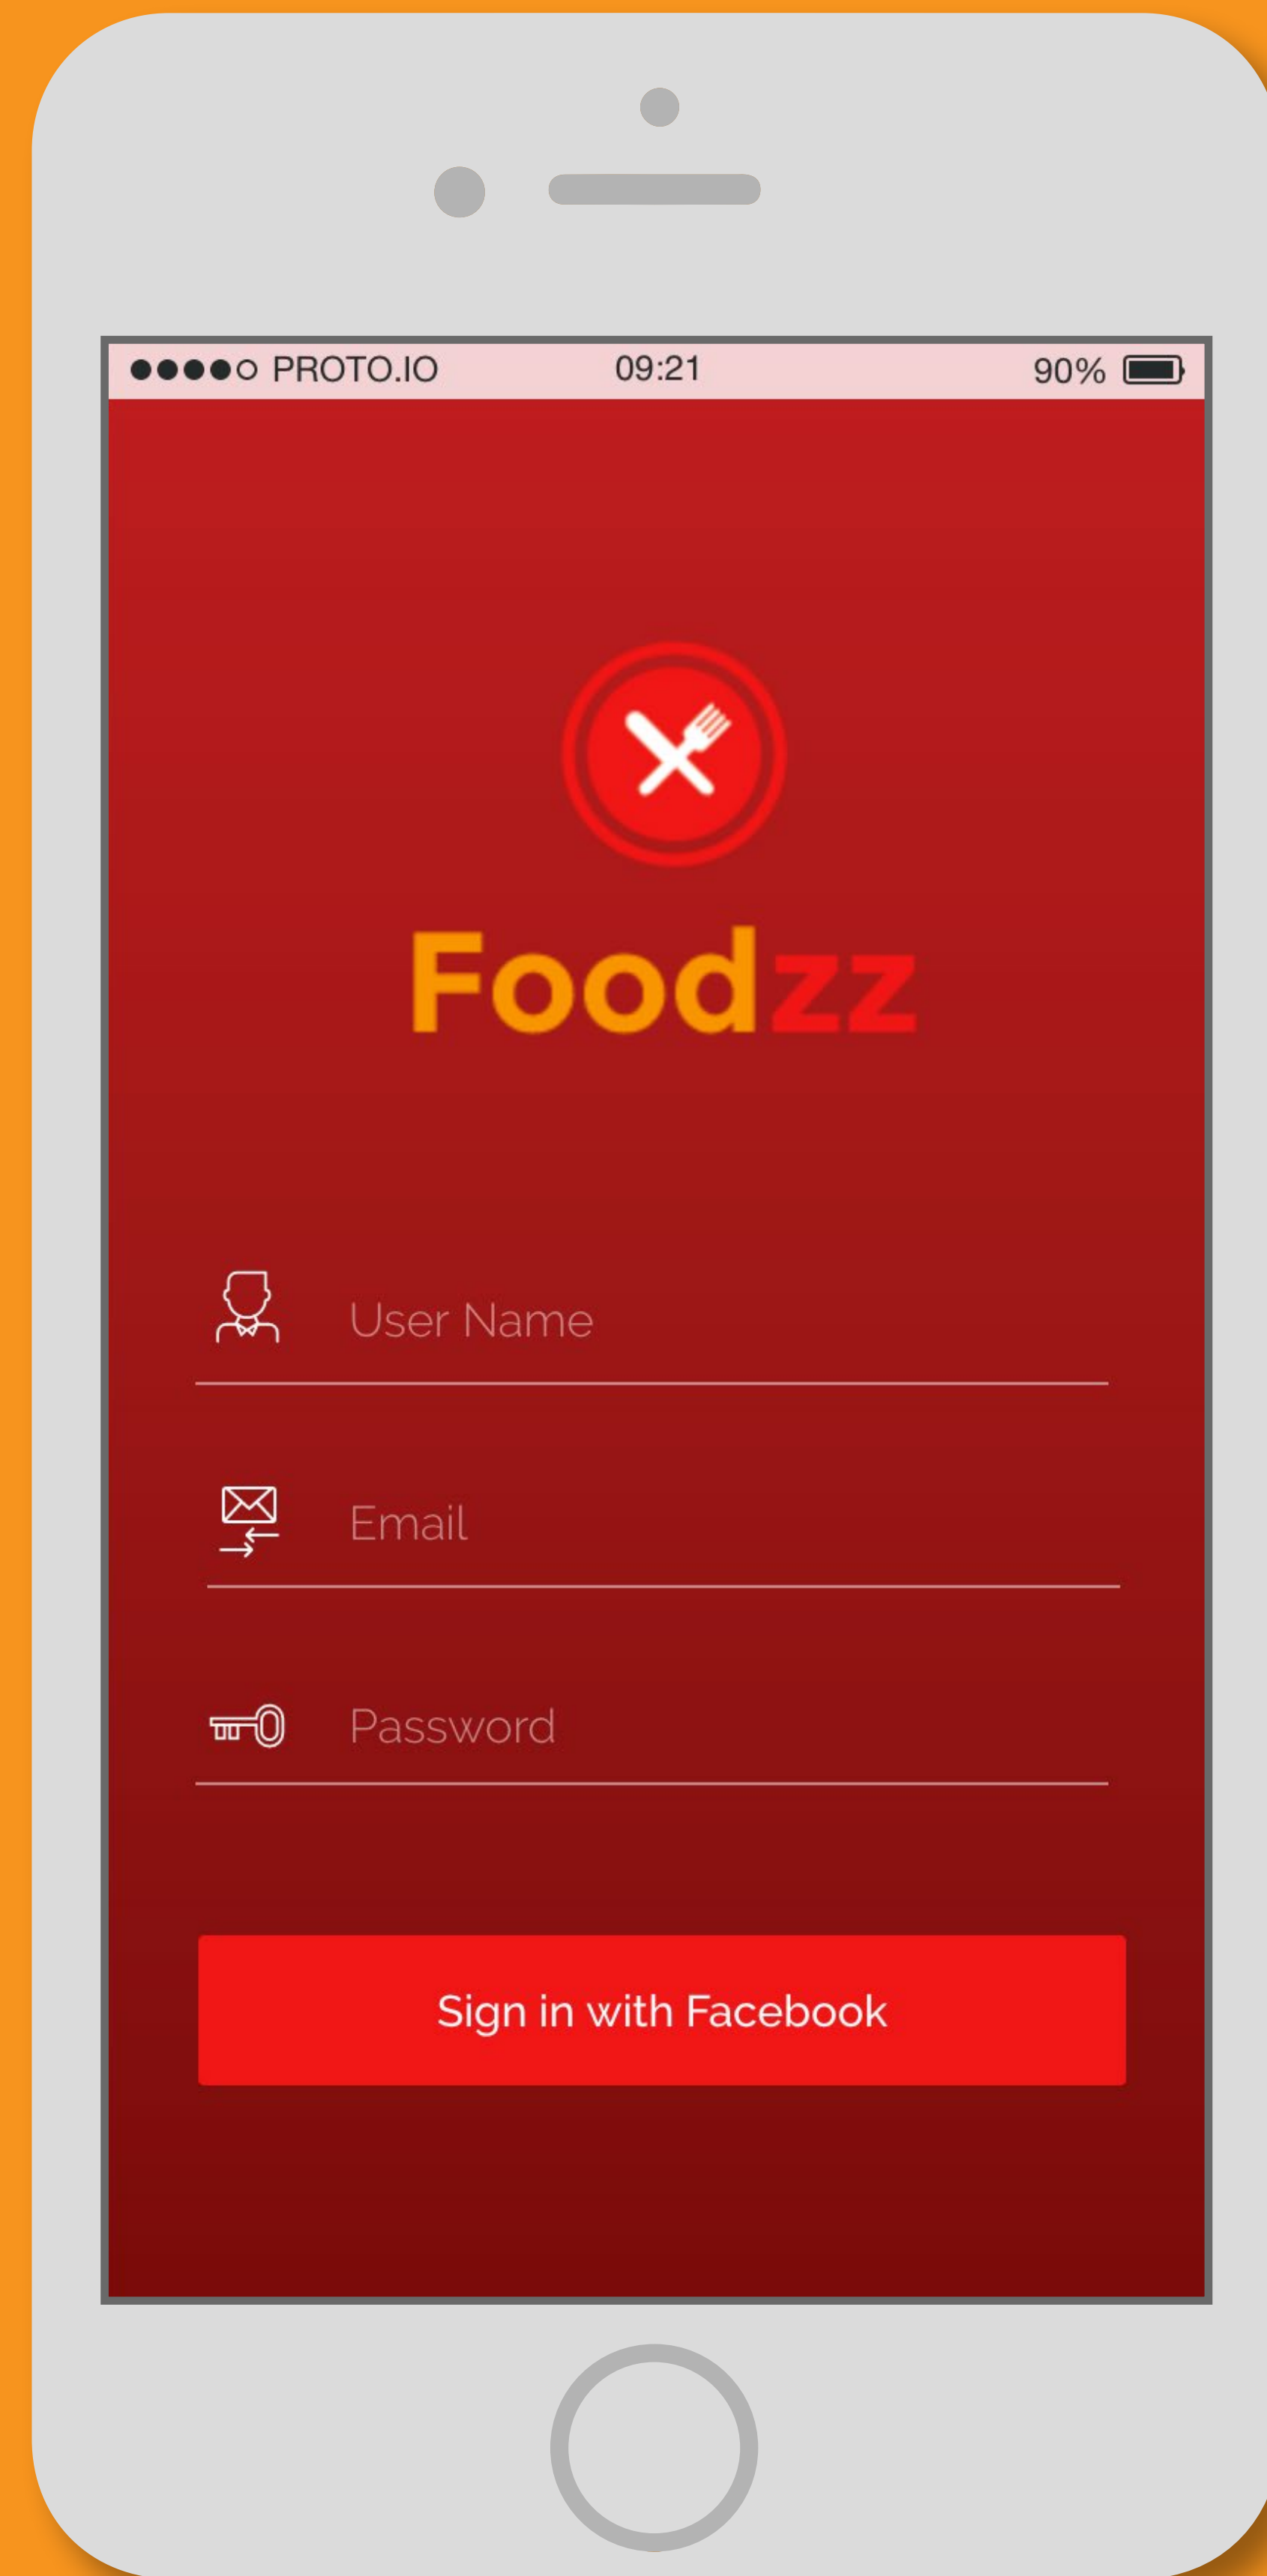 PROTO.IO 09:21 90%
Foodzz
User Name
Email
Password
Sign in with Facebook